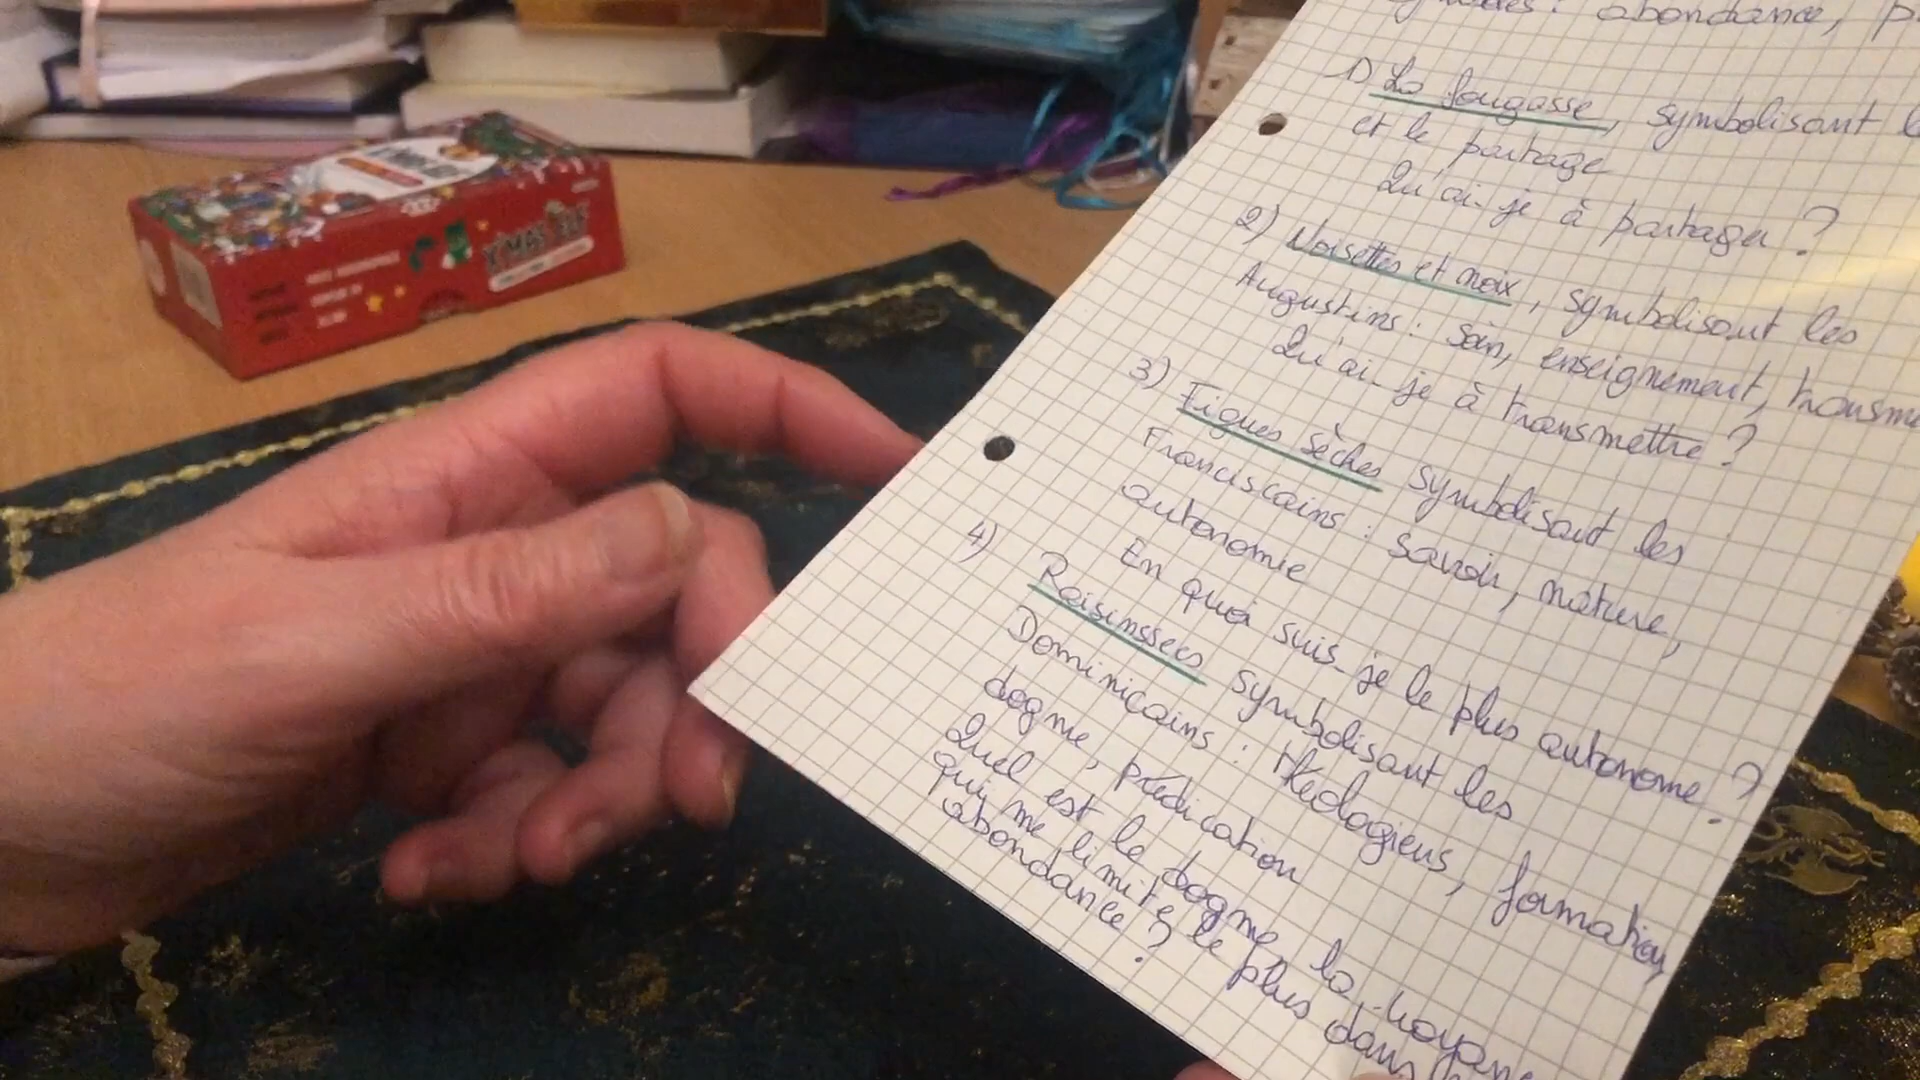 abondance,
1) La fougasse, symbolisant
et le partage
Qu'ai-je à partager ?
2) Noisettes et noix, symbolisant les
Augustins : soin, enseignement,
Qu'ai-je à transmettre ?
3) Figues sèches symbolisant les
Franciscains : savoir, nature,
autonomie
En quoi suis-je le plus autonome ?
4) Raisins secs symbolisant les
Dominicains : théologiens, formation,
dogme, prédication
Quel est le dogme, la
qui me limite le plus dans
abondance ?
X'MAS